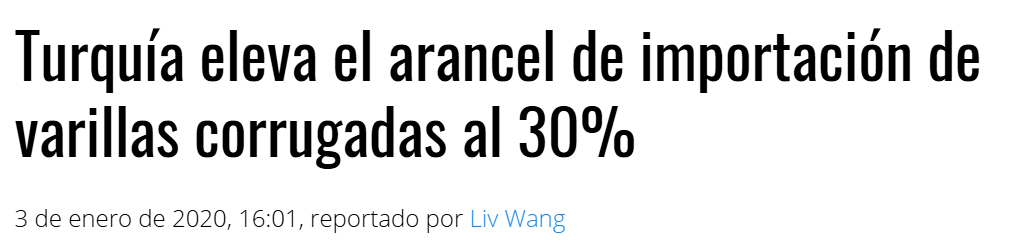 Turquía eleva el arancel de importación de
varillas corrugadas al 30%
3 de enero de 2020, 16:01, reportado por Liv Wang